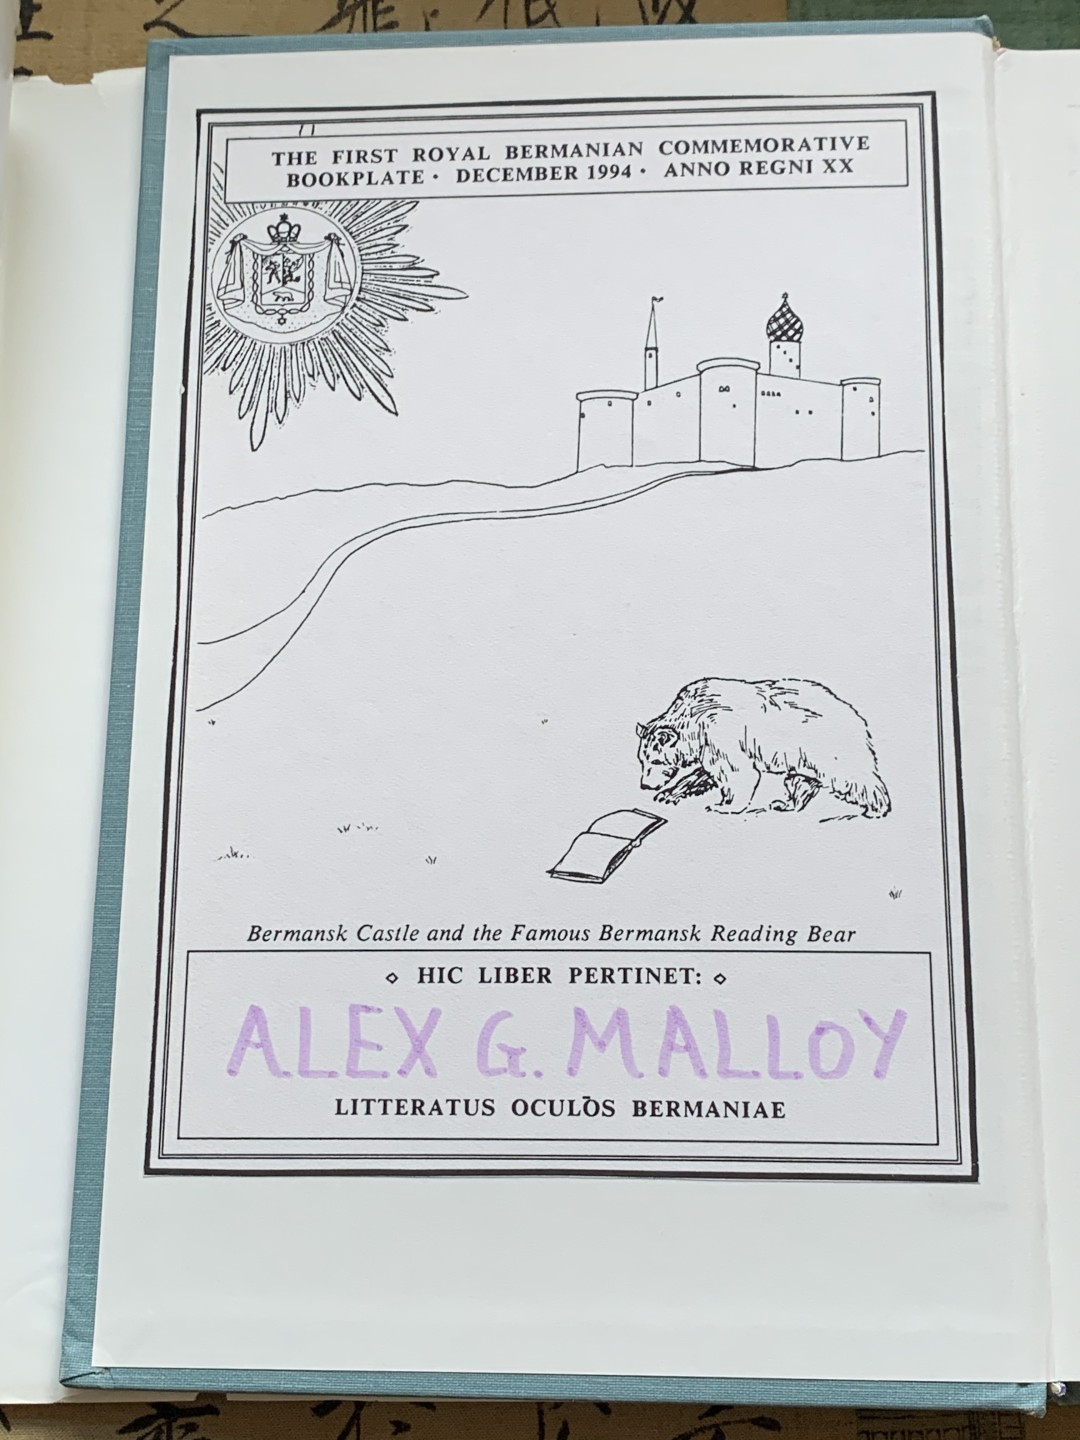 THE FIRST ROYAL BERMANIAN COMMEMORATIVE
BOOKPLATE • DECEMBER 1994 • ANNO REGNI XX
Bermansk Castle and the Famous Bermansk Reading Bear
◇ HIC LIBER PERTINET: ◇
ALEX G. MALLOY
LITTERATUS OCULŌS BERMANIAE